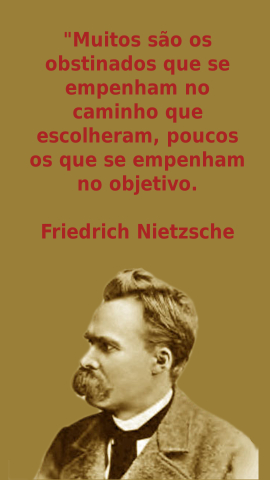 "Muitos são os
obstinados que se
empenham no
caminho que
escolheram, poucos
os que se empenham
no objetivo.
Friedrich Nietzsche